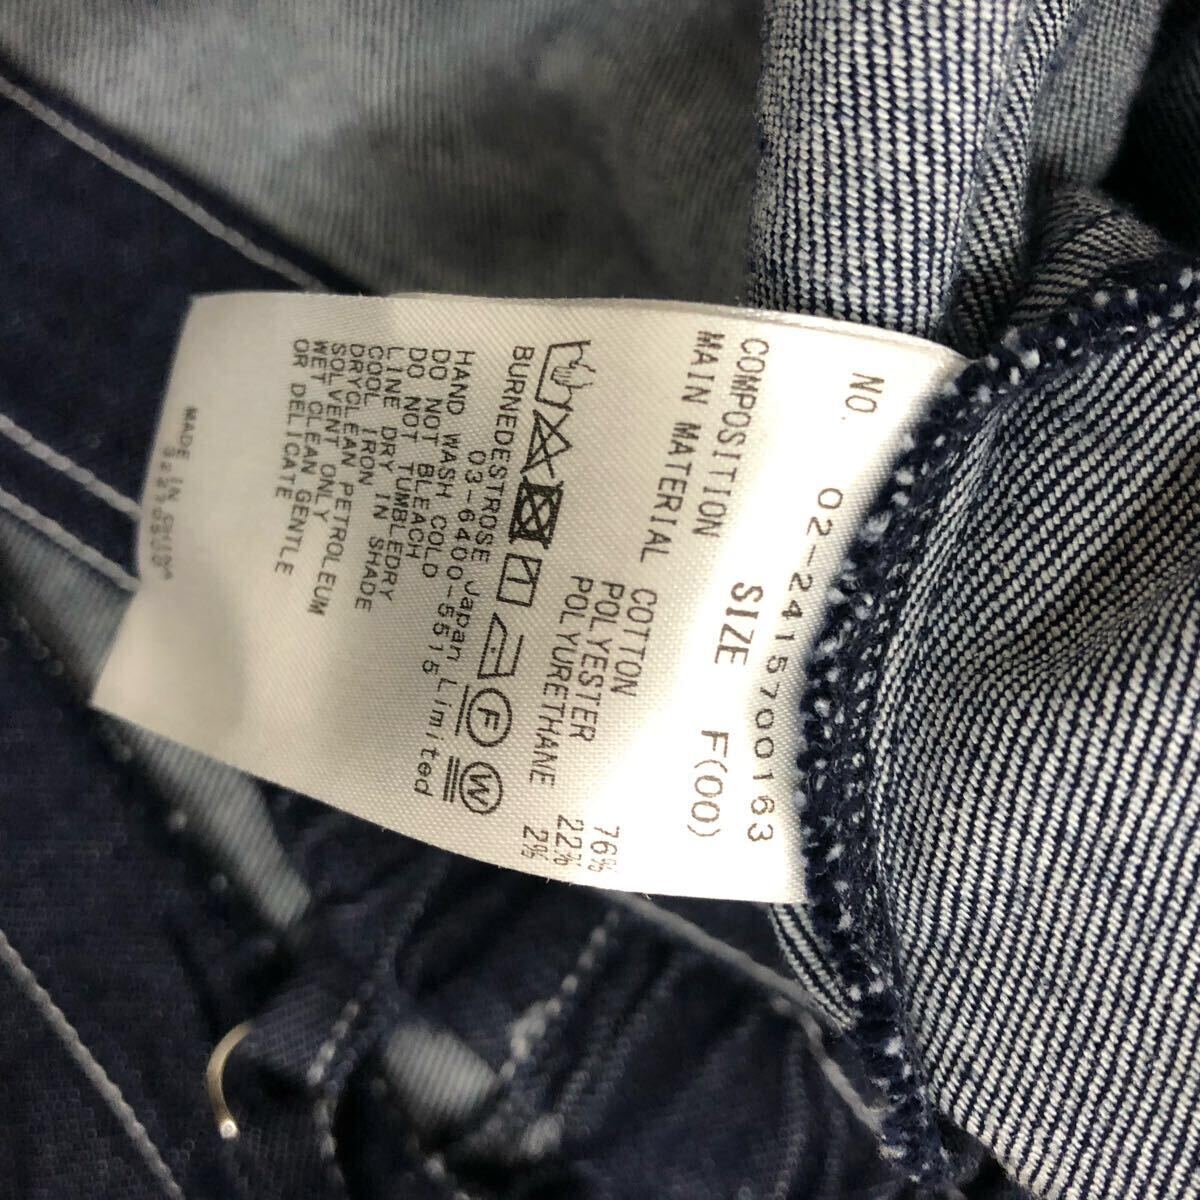 NO. 02-2415700163
SIZE F(00)
COMPOSITION
MAIN MATERIAL COTTON 76%
POLYESTER 22%
POLYURETHANE 2%
F W
BURNEDESTROSE Japan Limited
03-6400-5515
HAND WASH COLD
DO NOT BLEACH
DO NOT TUMBLEDRY
LINE DRY IN SHADE
COOL IRON
DRYCLEAN PETROLEUM
SOLVENT ONLY
WET CLEAN GENTLE
OR DELICATE
MADE IN